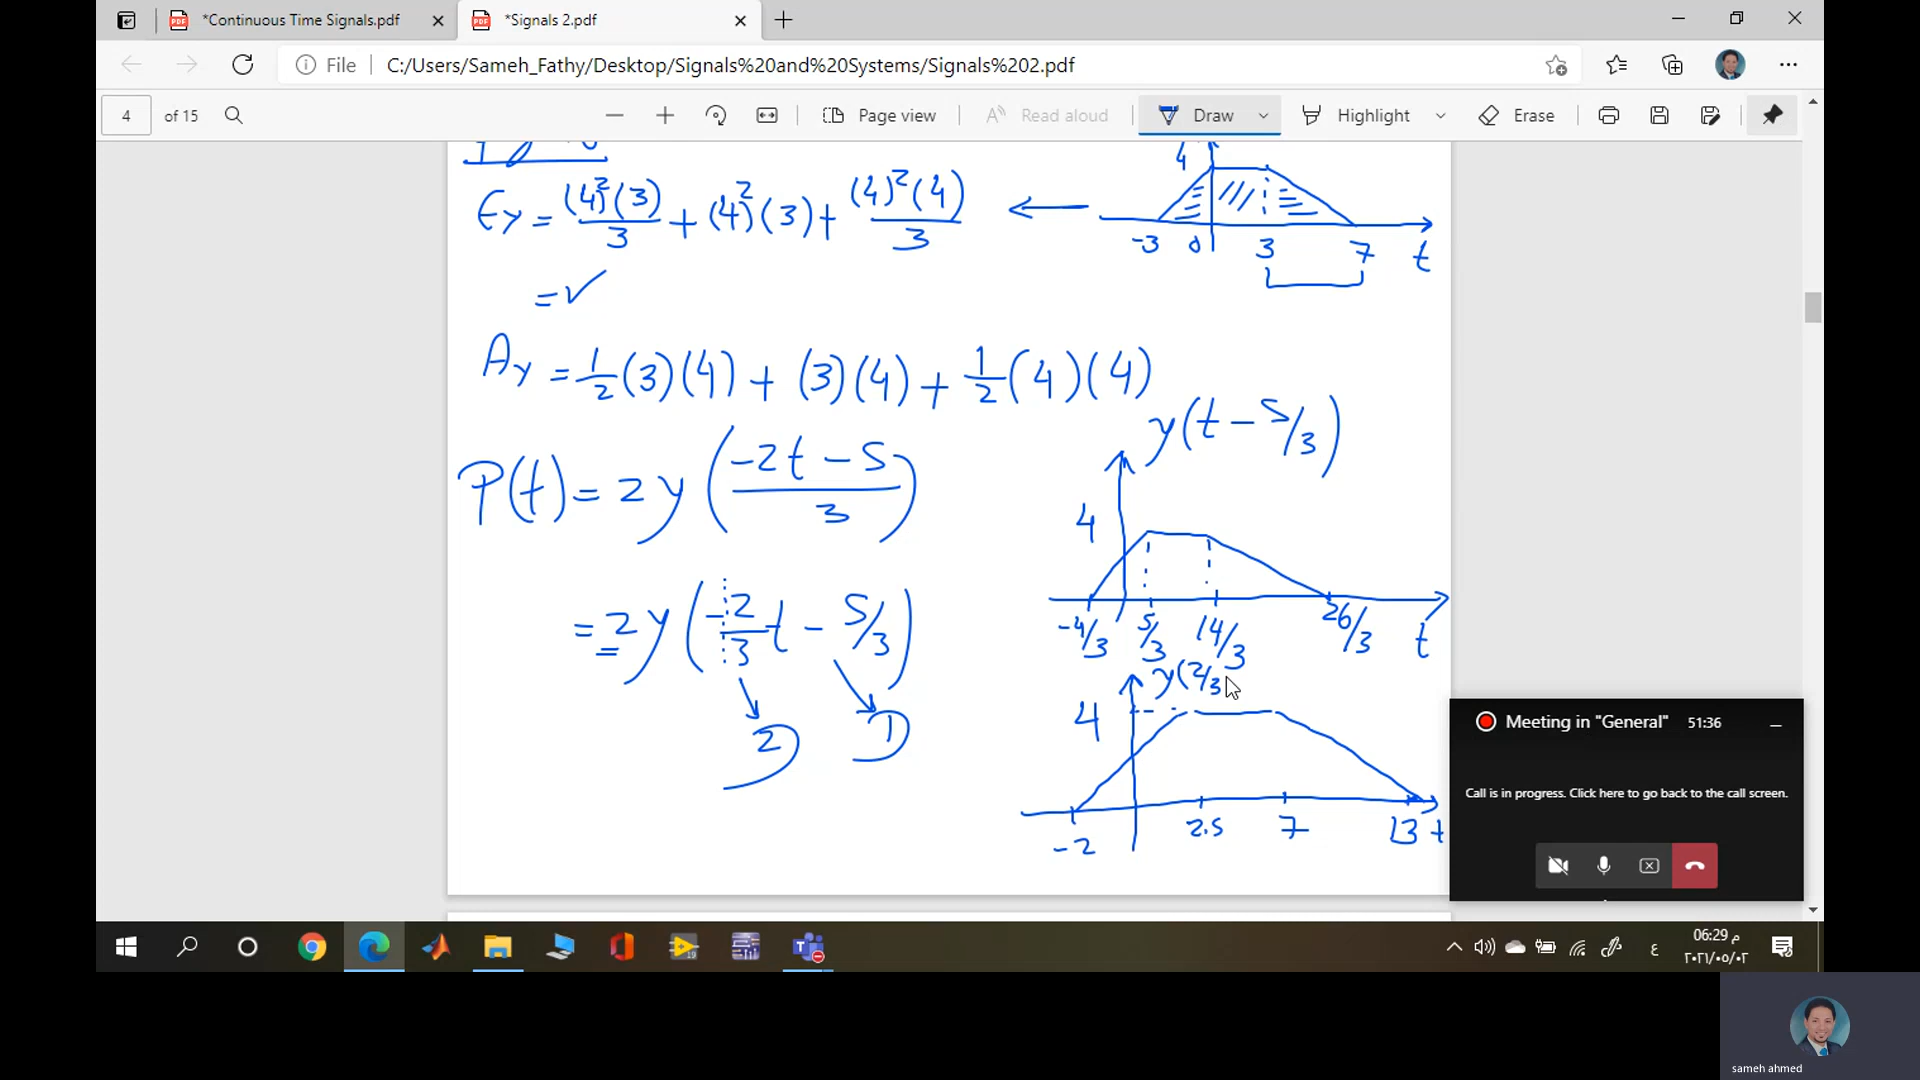 *Continuous Time Signals.pdf
*Signals 2.pdf
File
C:/Users/Sameh_Fathy/Desktop/Signals%20and%20Systems/Signals%202.pdf
4 of 15
Page view
Read aloud
Draw
Highlight
Erase
Ey = (4)²(3)/3 + (4)²(3) + (4)²(4)/3
4
-3 0 3 7 t
= ✓
Ay = 1/2 (3)(4) + (3)(4) + 1/2 (4)(4)
y(t - 5/3)
P(t) = 2y((-2t - 5)/3)
4
-4/3 5/3 14/3 26/3 t
= 2y(-2/3 t - 5/3)
2 1
y(2/3
4
-2 2.5 7 13 t
Meeting in "General" 51:36
Call is in progress. Click here to go back to the call screen.
19
ع
06:29 م
٢٠٢١/٠٥/٠٢
sameh ahmed